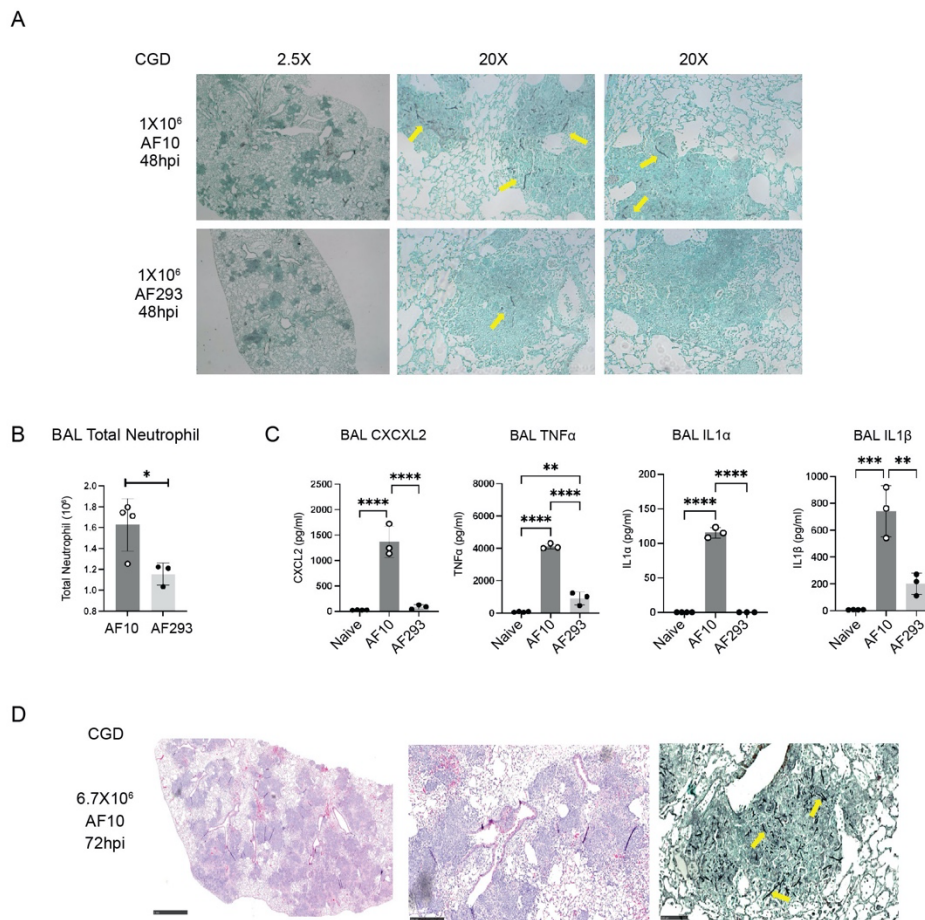 A
CGD 2.5X 20X 20X
1X10⁶
AF10
48hpi
1X10⁶
AF293
48hpi
B
BAL Total Neutrophil
*
Total Neutrophil (10⁶)
2.0
1.8
1.6
1.4
1.2
1.0
0.8
AF10 AF293
C
BAL CXCXL2
**** ****
CXCL2 (pg/ml)
2500
2000
1500
1000
500
0
Naive AF10 AF293
BAL TNFα
**
****
****
TNFα (pg/ml)
8000
6000
4000
2000
0
Naive AF10 AF293
BAL IL1α
**** ****
IL1α (pg/ml)
150
100
50
0
Naive AF10 AF293
BAL IL1β
*** **
IL1β (pg/ml)
1000
800
600
400
200
0
Naive AF10 AF293
D
CGD
6.7X10⁶
AF10
72hpi